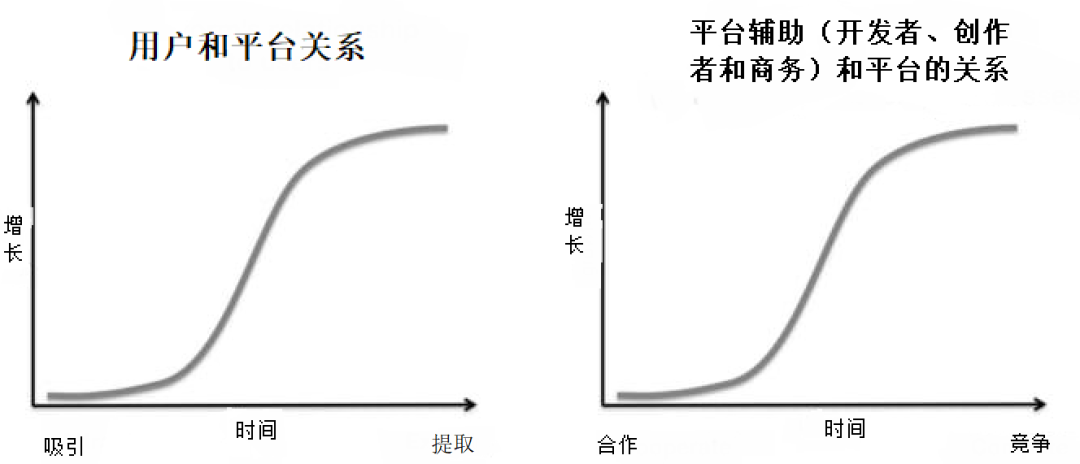 用户和平台关系
平台辅助（开发者、创作
者和商务）和平台的关系
增长
时间
吸引
提取
增长
时间
合作
竞争